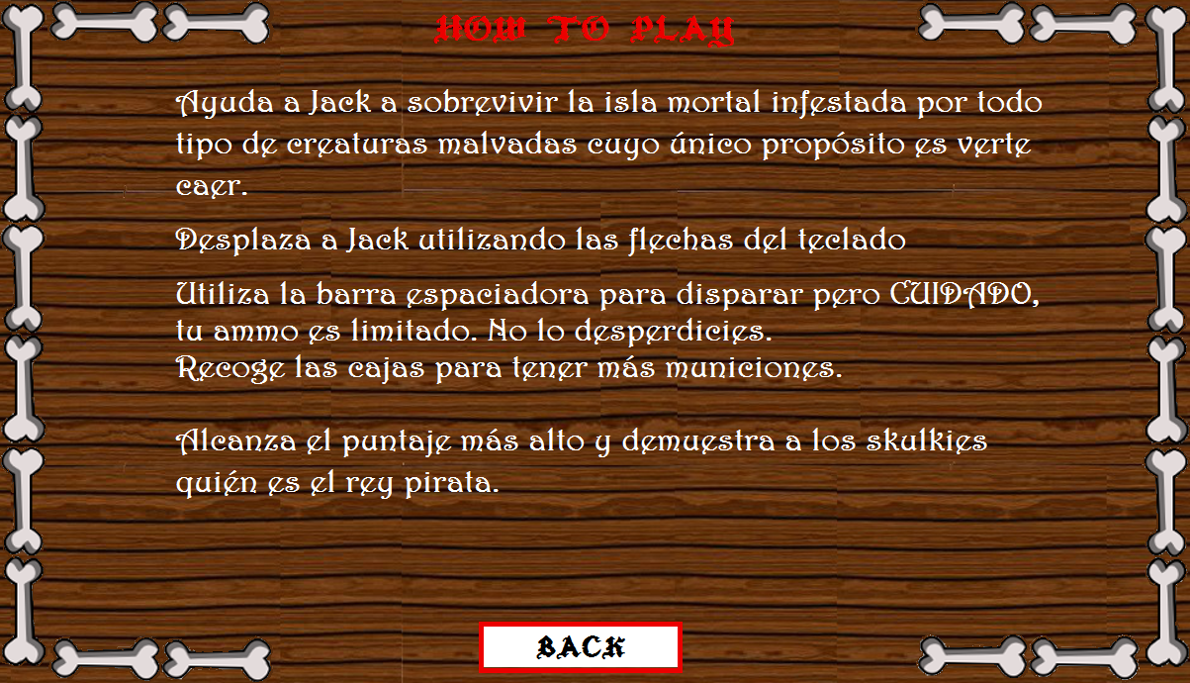 HOW TO PLAY
Ayuda a Jack a sobrevivir la isla mortal infestada por todo
tipo de creaturas malvadas cuyo único propósito es verte
caer.
Desplaza a Jack utilizando las flechas del teclado
Utiliza la barra espaciadora para disparar pero CUIDADO,
tu ammo es limitado. No lo desperdicies.
Recoge las cajas para tener más municiones.
Alcanza el puntaje más alto y demuestra a los skulkies
quién es el rey pirata.
BACK